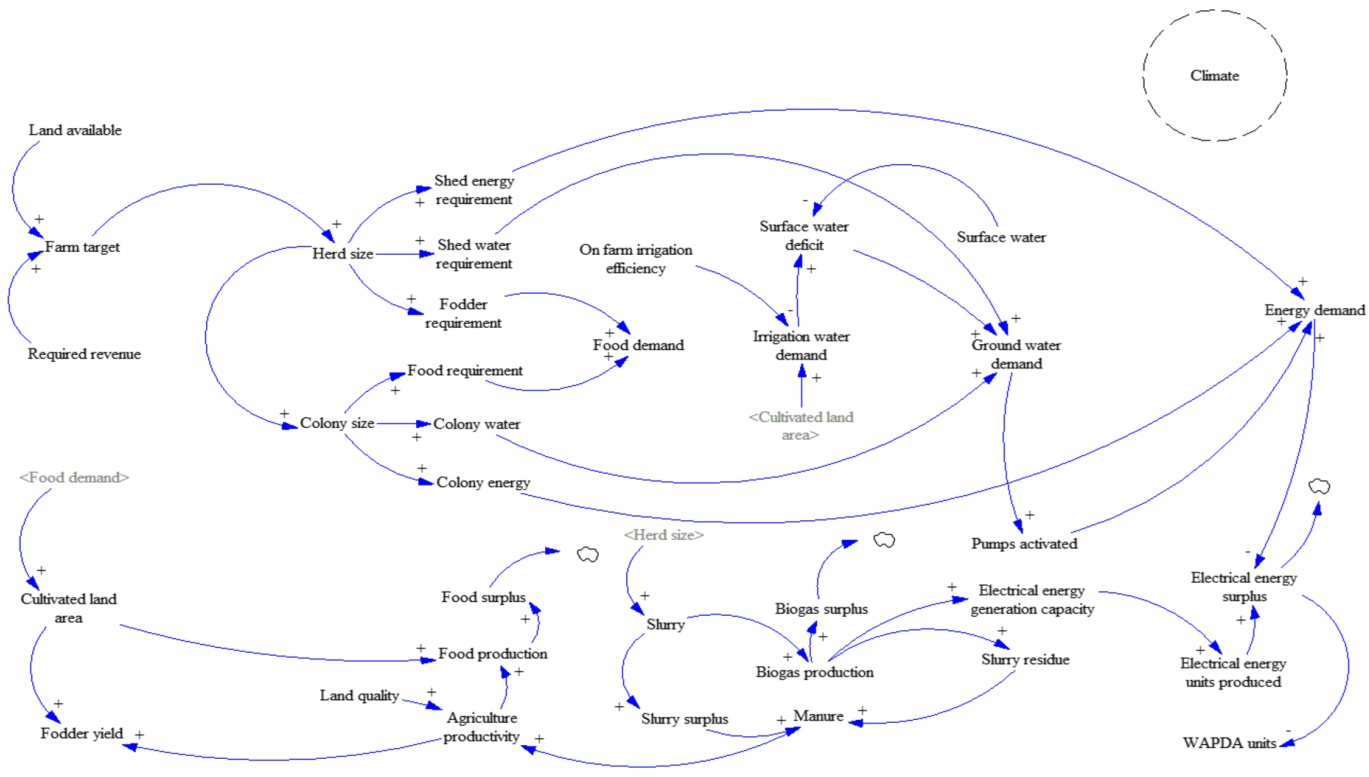 Climate
Land available
Shed energy
requirement
Farm target
Herd size
Shed water
requirement
On farm irrigation
efficiency
Surface water
deficit
Surface water
Fodder
requirement
Food demand
Irrigation water
demand
Ground water
demand
Energy demand
Required revenue
Food requirement
<Cultivated land
area>
Colony size
Colony water
Colony energy
<Food demand>
<Herd size>
Pumps activated
Cultivated land
area
Food surplus
Slurry
Biogas surplus
Electrical energy
generation capacity
Electrical energy
surplus
Food production
Biogas production
Slurry residue
Electrical energy
units produced
Land quality
Agriculture
productivity
Slurry surplus
Manure
Fodder yield
WAPDA units